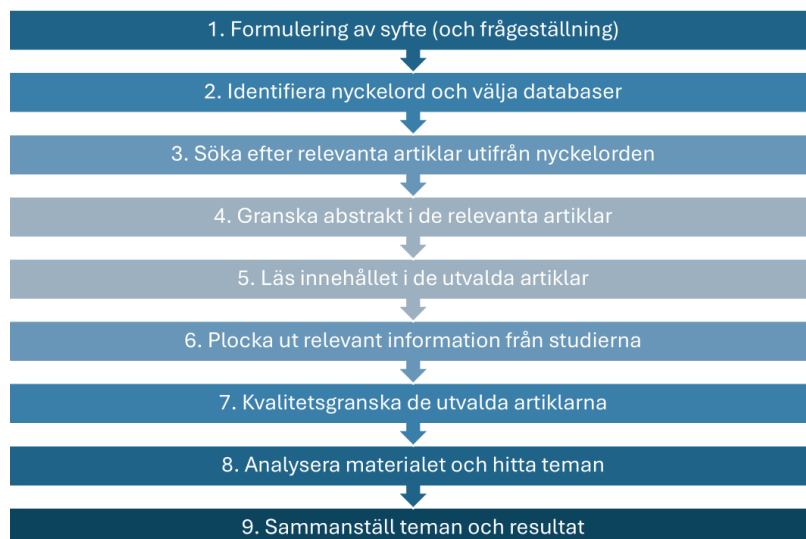 1. Formulering av syfte (och frågeställning)
2. Identifiera nyckelord och välja databaser
3. Söka efter relevanta artiklar utifrån nyckelorden
4. Granska abstrakt i de relevanta artiklar
5. Läs innehållet i de utvalda artiklar
6. Plocka ut relevant information från studierna
7. Kvalitetsgranska de utvalda artiklarna
8. Analysera materialet och hitta teman
9. Sammanställ teman och resultat